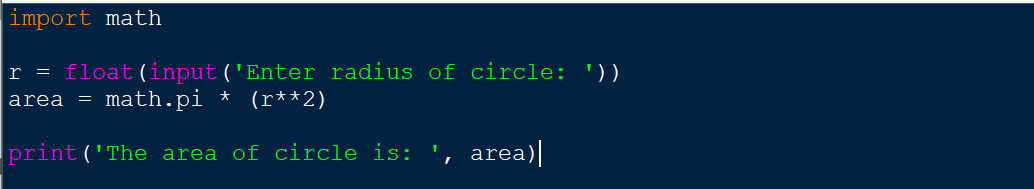 import math
r = float(input('Enter radius of circle: '))
area = math.pi * (r**2)
print('The area of circle is: ', area)